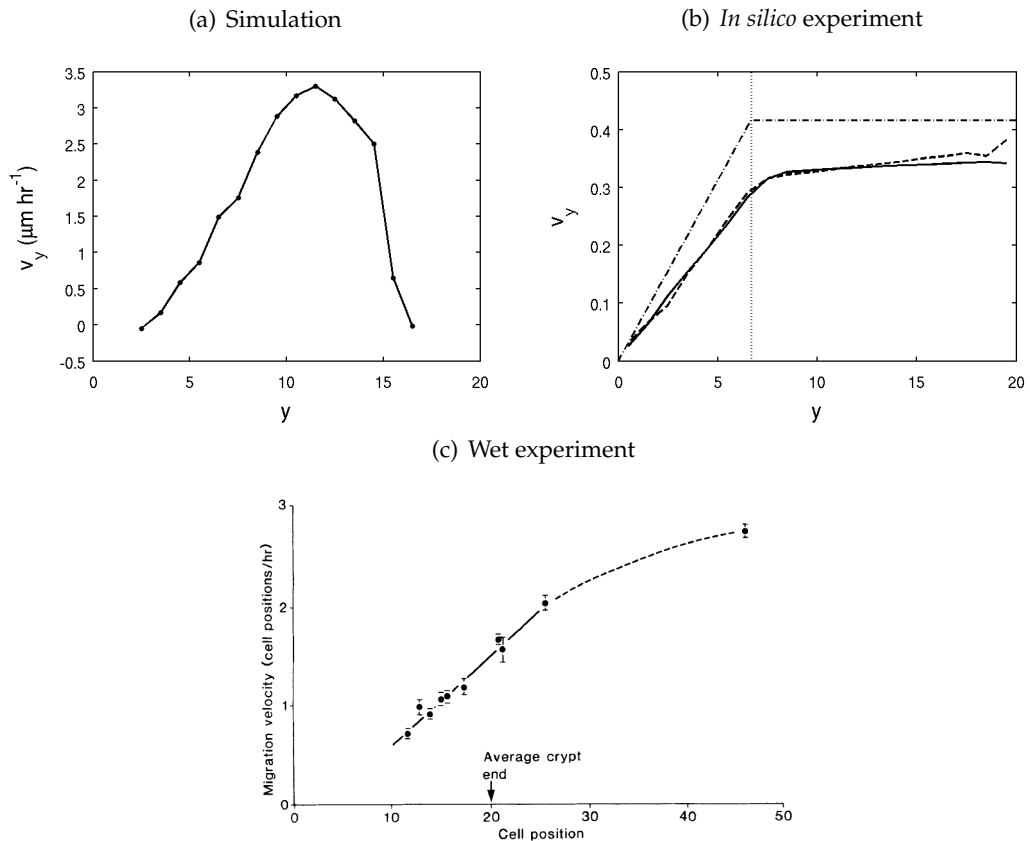 (a) Simulation
3.5
3
2.5
2
1.5
1
0.5
0
-0.5
0 5 10 15 20
v_y (μm hr⁻¹)
y
(b) In silico experiment
0.5
0.4
0.3
0.2
0.1
0
0 5 10 15 20
v_y
y
(c) Wet experiment
3
2
1
0
Migration velocity (cell positions/hr)
Average crypt
end
0 10 20 30 40 50
Cell position